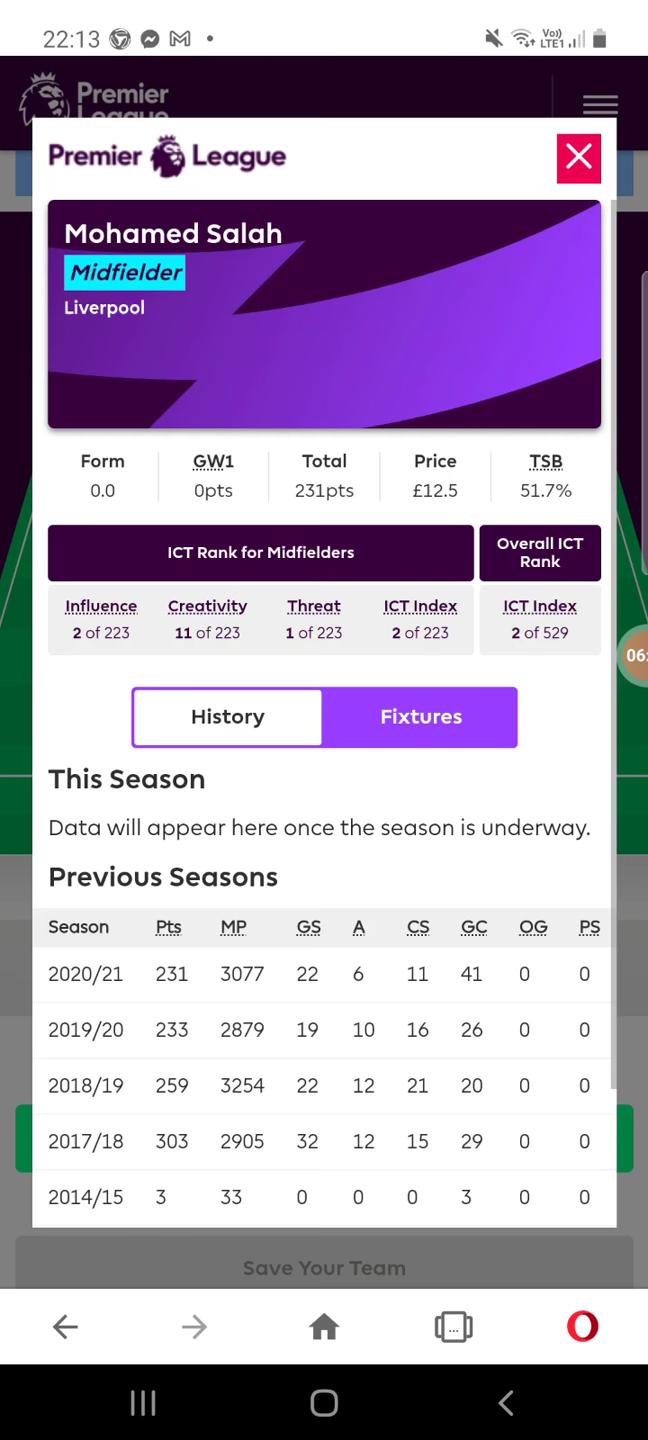 22:13
Vo))
LTE1
Premier
League
Premier League
Mohamed Salah
Midfielder
Liverpool
Form GW1 Total Price TSB
0.0 0pts 231pts £12.5 51.7%
ICT Rank for Midfielders
Overall ICT
Rank
Influence Creativity Threat ICT Index ICT Index
2 of 223 11 of 223 1 of 223 2 of 223 2 of 529
06:
History Fixtures
This Season
Data will appear here once the season is underway.
Previous Seasons
Season Pts MP GS A CS GC OG PS
2020/21 231 3077 22 6 11 41 0 0
2019/20 233 2879 19 10 16 26 0 0
2018/19 259 3254 22 12 21 20 0 0
2017/18 303 2905 32 12 15 29 0 0
2014/15 3 33 0 0 0 3 0 0
Save Your Team